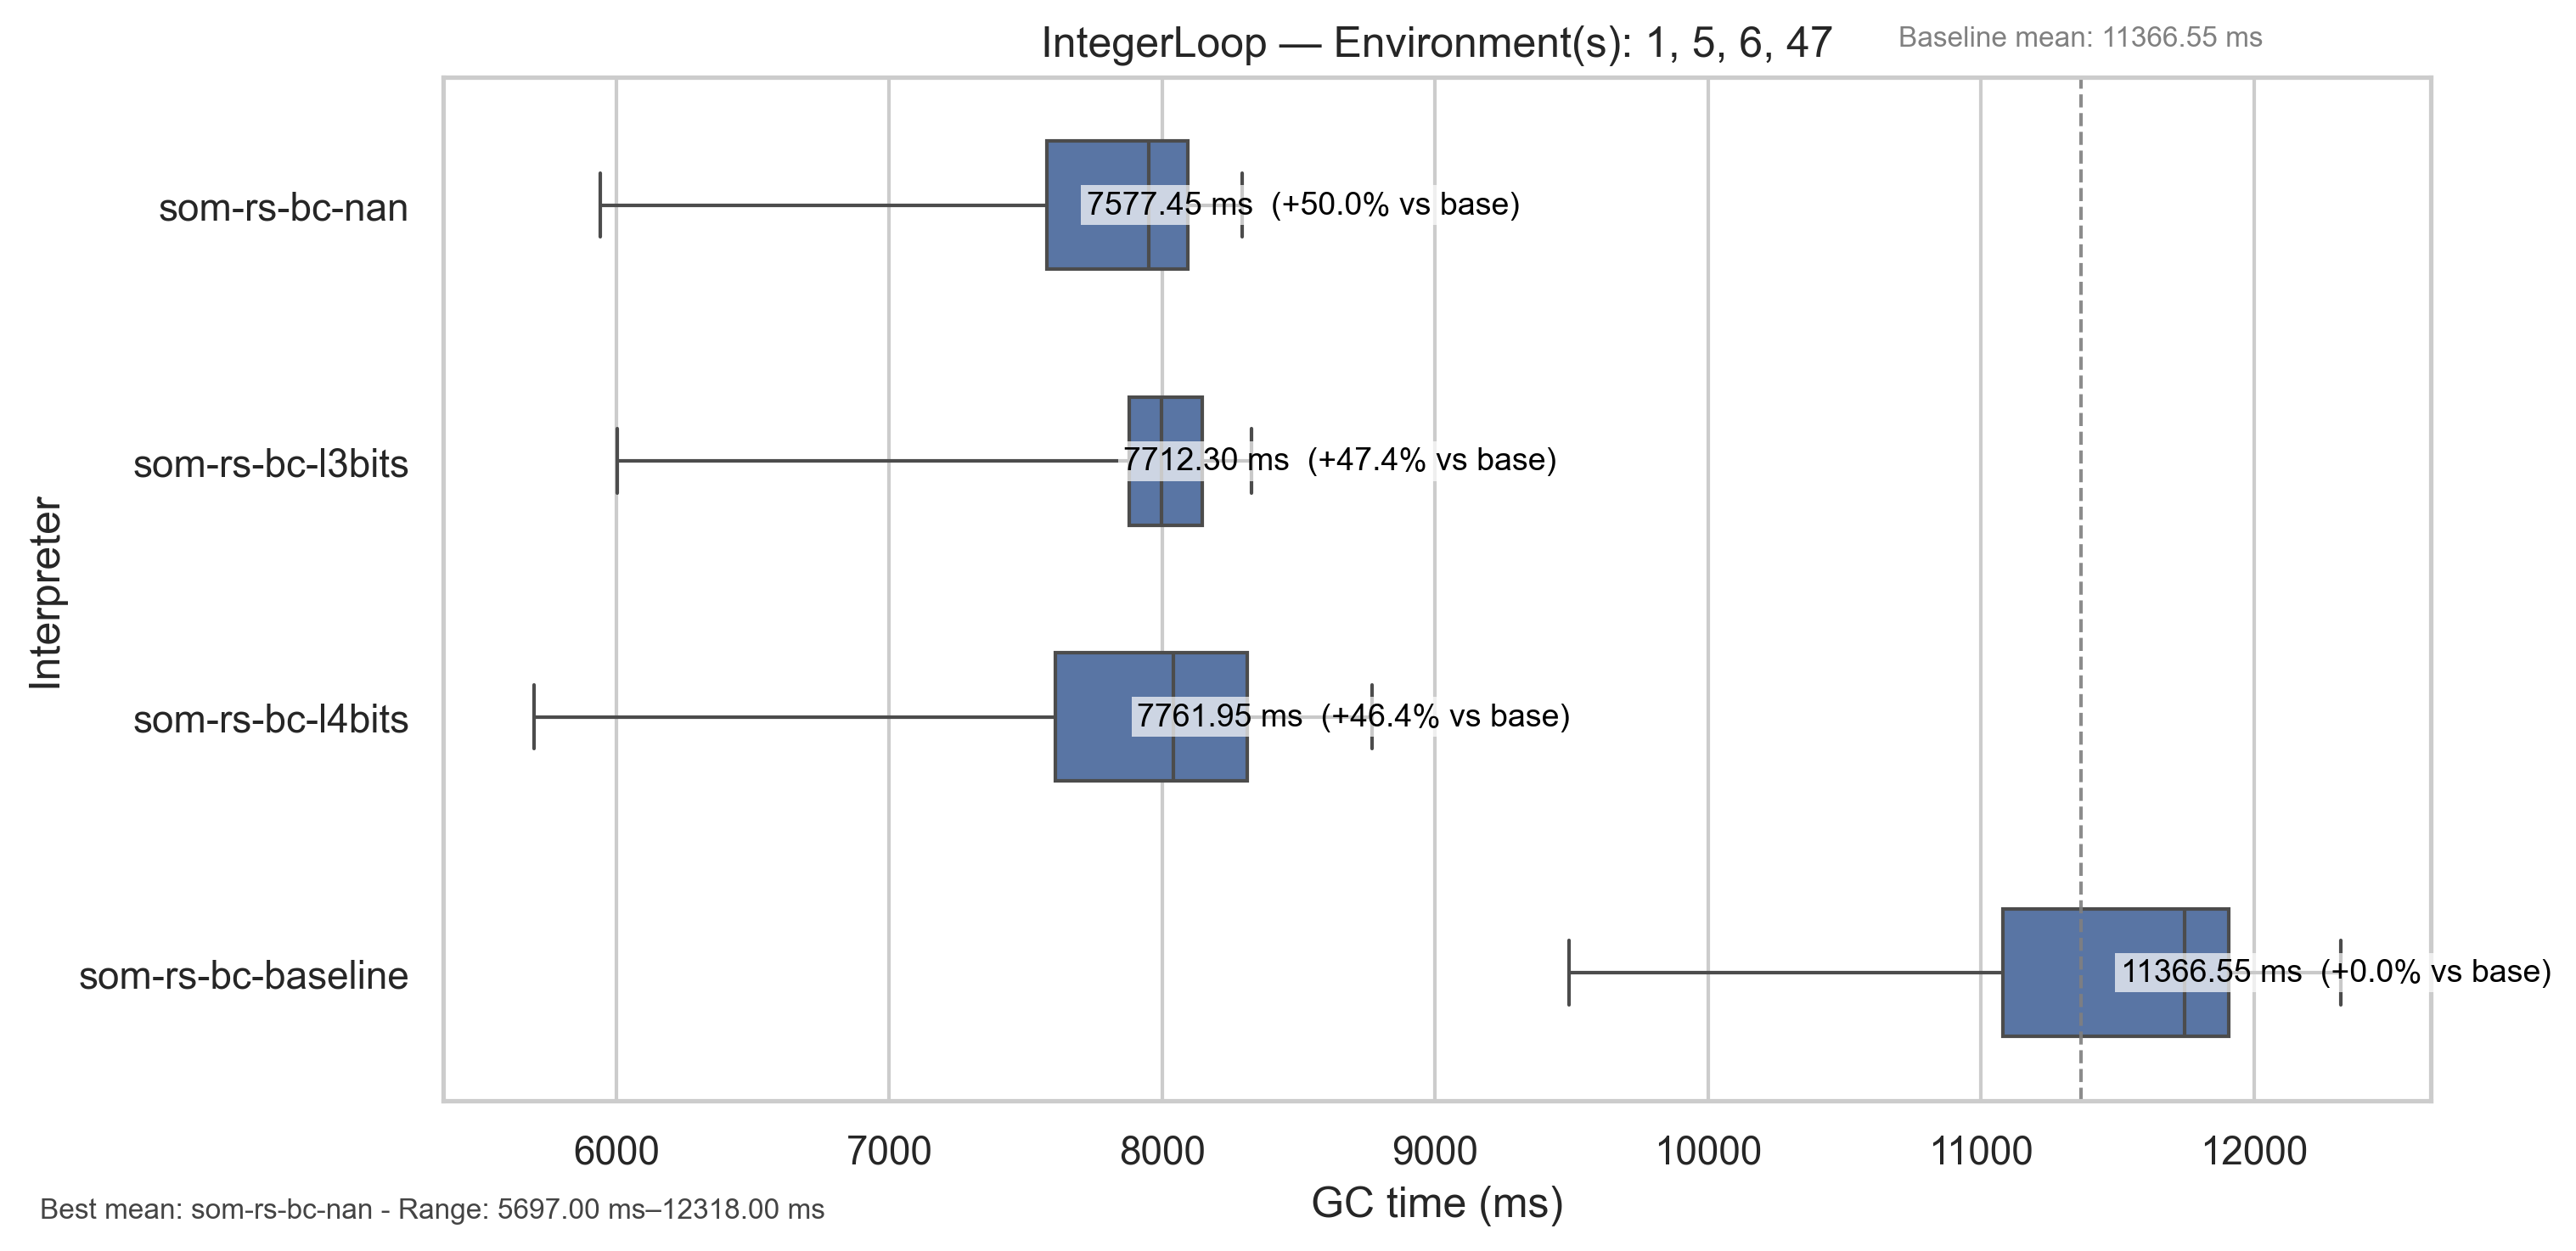 IntegerLoop — Environment(s): 1, 5, 6, 47
Baseline mean: 11366.55 ms
Interpreter
som-rs-bc-nan
7577.45 ms (+50.0% vs base)
som-rs-bc-l3bits
7712.30 ms (+47.4% vs base)
som-rs-bc-l4bits
7761.95 ms (+46.4% vs base)
som-rs-bc-baseline
11366.55 ms (+0.0% vs base)
6000 7000 8000 9000 10000 11000 12000
GC time (ms)
Best mean: som-rs-bc-nan - Range: 5697.00 ms–12318.00 ms